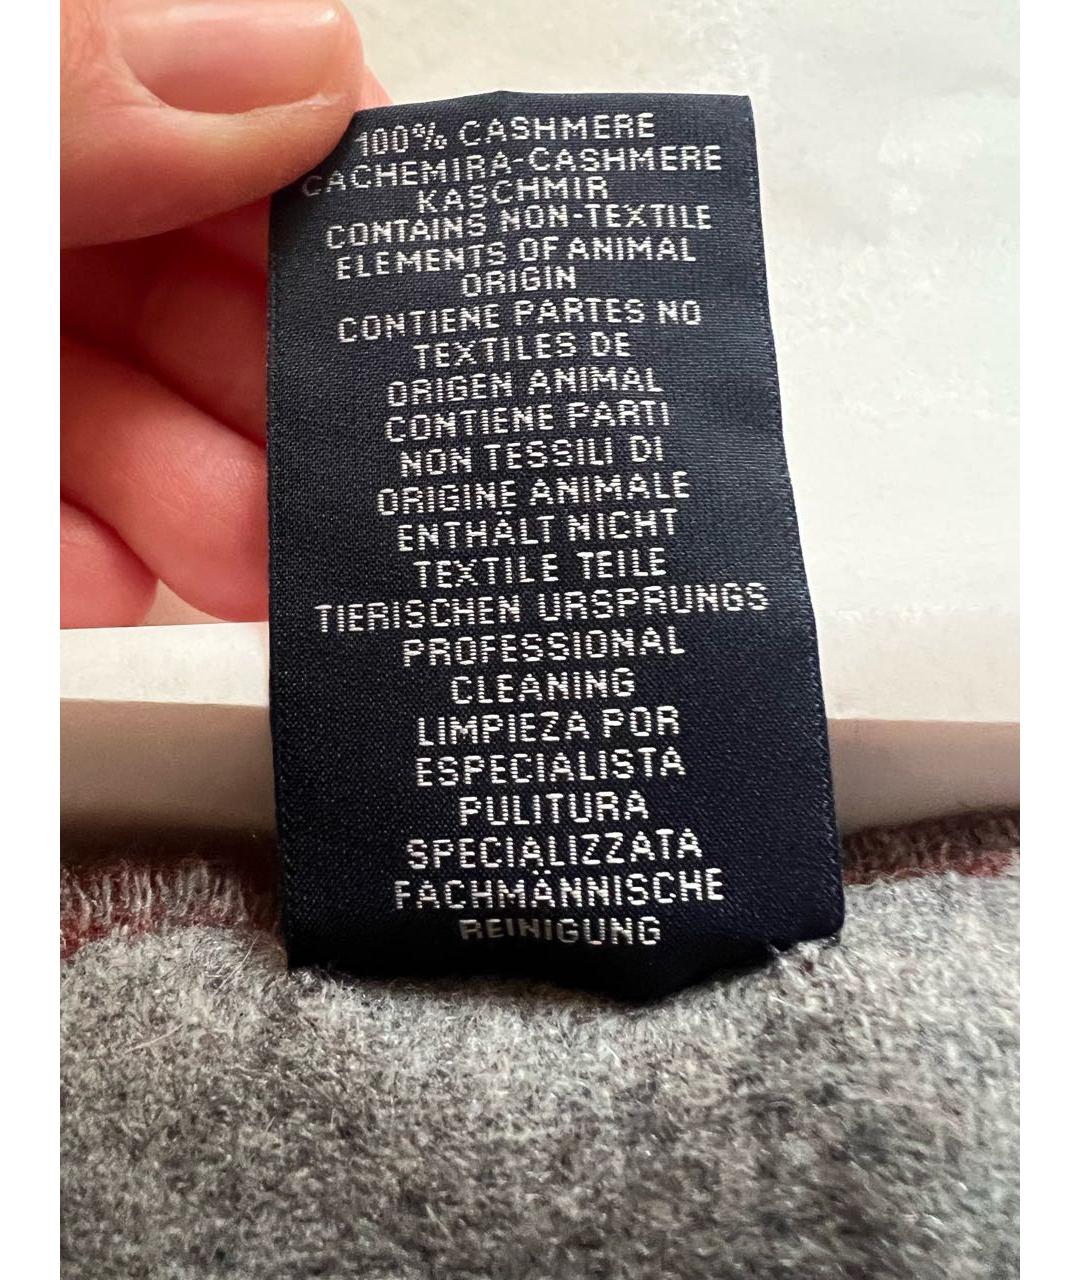 100% CASHMERE
CACHEMIRA-CASHMERE
KASCHMIR
CONTAINS NON-TEXTILE
ELEMENTS OF ANIMAL
ORIGIN
CONTIENE PARTES NO
TEXTILES DE
ORIGEN ANIMAL
CONTIENE PARTI
NON TESSILI DI
ORIGINE ANIMALE
ENTHÄLT NICHT
TEXTILE TEILE
TIERISCHEN URSPRUNGS
PROFESSIONAL
CLEANING
LIMPIEZA POR
ESPECIALISTA
PULITURA
SPECIALIZZATA
FACHMÄNNISCHE
REINIGUNG